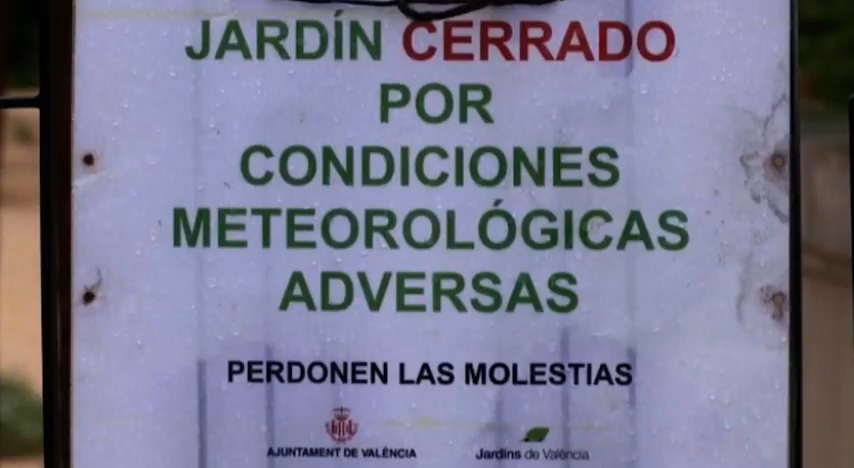 JARDÍN CERRADO
POR
CONDICIONES
METEOROLÓGICAS
ADVERSAS
PERDONEN LAS MOLESTIAS
AJUNTAMENT DE VALÈNCIA
Jardins de València